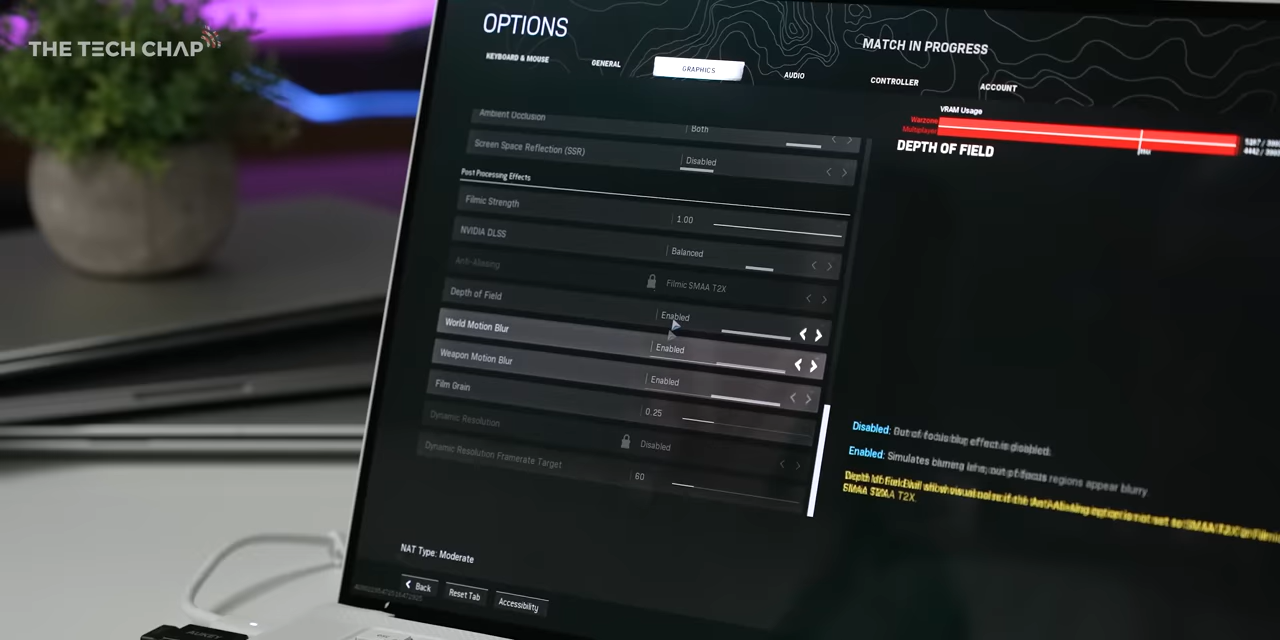 THE TECH CHAP
OPTIONS
MATCH IN PROGRESS
KEYBOARD & MOUSE
GENERAL
GRAPHICS
AUDIO
CONTROLLER
ACCOUNT
VRAM Usage
Warzone
Multiplayer
DEPTH OF FIELD
Ambient Occlusion
Both
Screen Space Reflection (SSR)
Disabled
Post Processing Effects
Filmic Strength
1.00
NVIDIA DLSS
Balanced
Anti-Aliasing
Filmic SMAA T2X
Depth of Field
Enabled
World Motion Blur
Enabled
Weapon Motion Blur
Enabled
Film Grain
0.25
Dynamic Resolution
Disabled
Dynamic Resolution Framerate Target
60
Disabled: Out of focus blur effect is disabled.
Enabled: Simulates camera lens; out of focus regions appear blurry
SMAA T2X.
NAT Type: Moderate
Back
Reset Tab
Accessibility
AUKEY